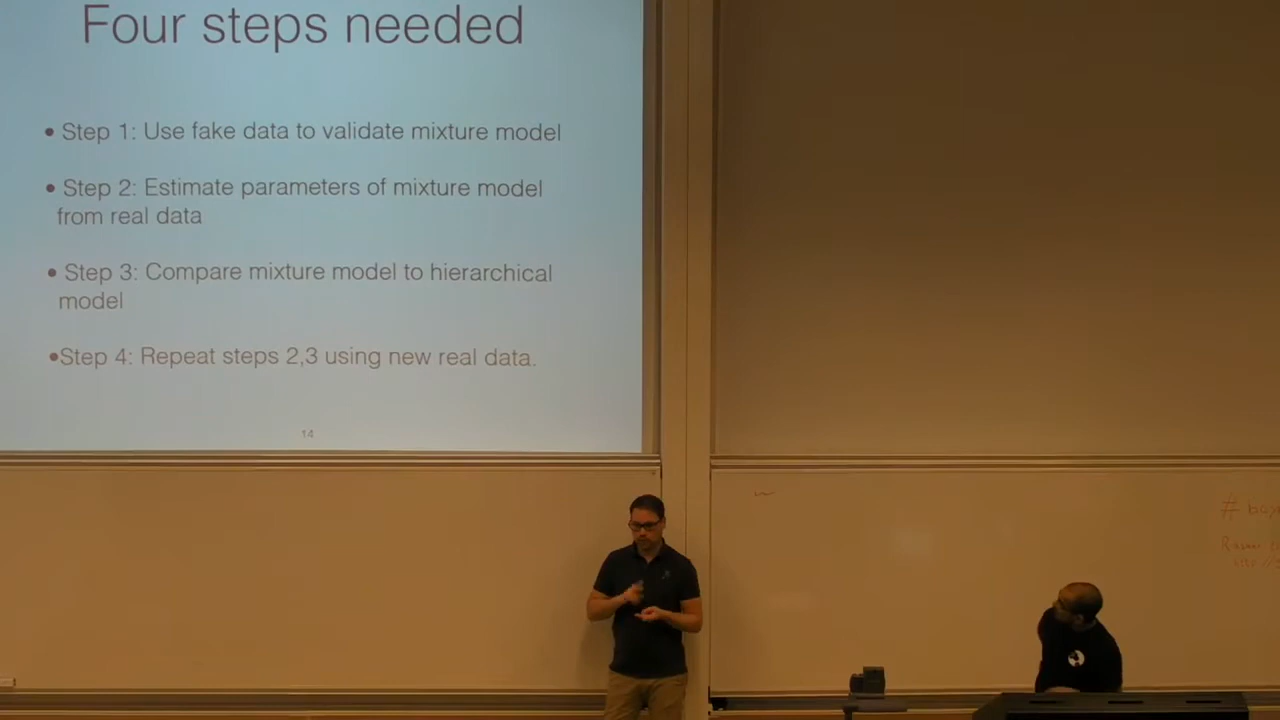 Four steps needed
• Step 1: Use fake data to validate mixture model
• Step 2: Estimate parameters of mixture model
from real data
• Step 3: Compare mixture model to hierarchical
model
•Step 4: Repeat steps 2,3 using new real data.
14